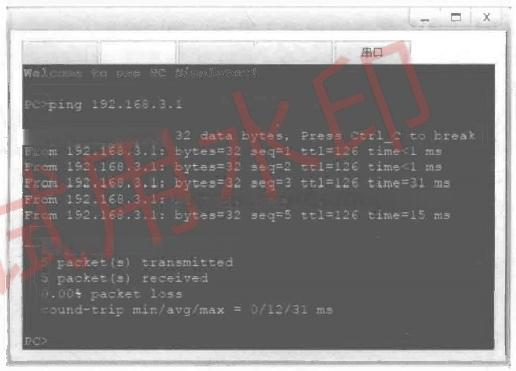 串口
Welcome to use PC Simulator!
PC>ping 192.168.3.1
32 data bytes, Press Ctrl_C to break
From 192.168.3.1: bytes=32 seq=1 ttl=126 time<1 ms
From 192.168.3.1: bytes=32 seq=2 ttl=126 time<1 ms
From 192.168.3.1: bytes=32 seq=3 ttl=126 time=31 ms
From 192.168.3.1:
From 192.168.3.1: bytes=32 seq=5 ttl=126 time=15 ms
5 packet(s) transmitted
5 packet(s) received
0.00% packet loss
round-trip min/avg/max = 0/12/31 ms
PC>
试用水印